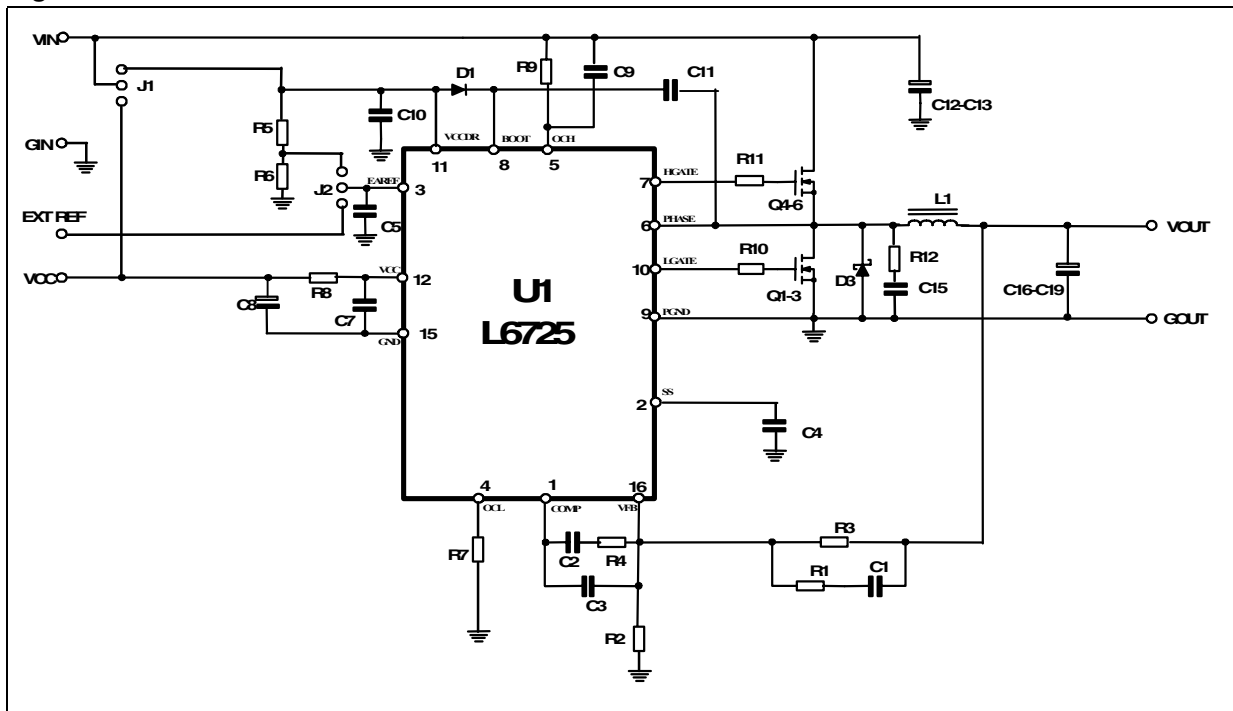 VIN
J1
R9
C9
C11
D1
C12-C13
C10
GIN
R5
VCCDR
BOOT
OCH
11
8
5
R11
R6
J2
EAREF
3
7
HGATE
Q4-6
L1
EXT REF
C5
6
PHASE
VOUT
R10
R12
VCC
VCC
12
10
LGATE
D3
C15
C16-C19
R8
C8
C7
U1
L6725
Q1-3
15
GND
9
PGND
GOUT
2
SS
C4
4
1
16
OCL
COMP
VFB
R3
R7
C2
R4
R1
C1
C3
R2